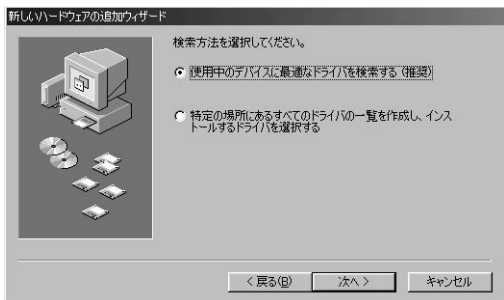 新しいハードウェアの追加ウィザード
検索方法を選択してください。
使用中のデバイスに最適なドライバを検索する (推奨)
特定の場所にあるすべてのドライバの一覧を作成し、インス
トールするドライバを選択する
< 戻る(B)
次へ >
キャンセル